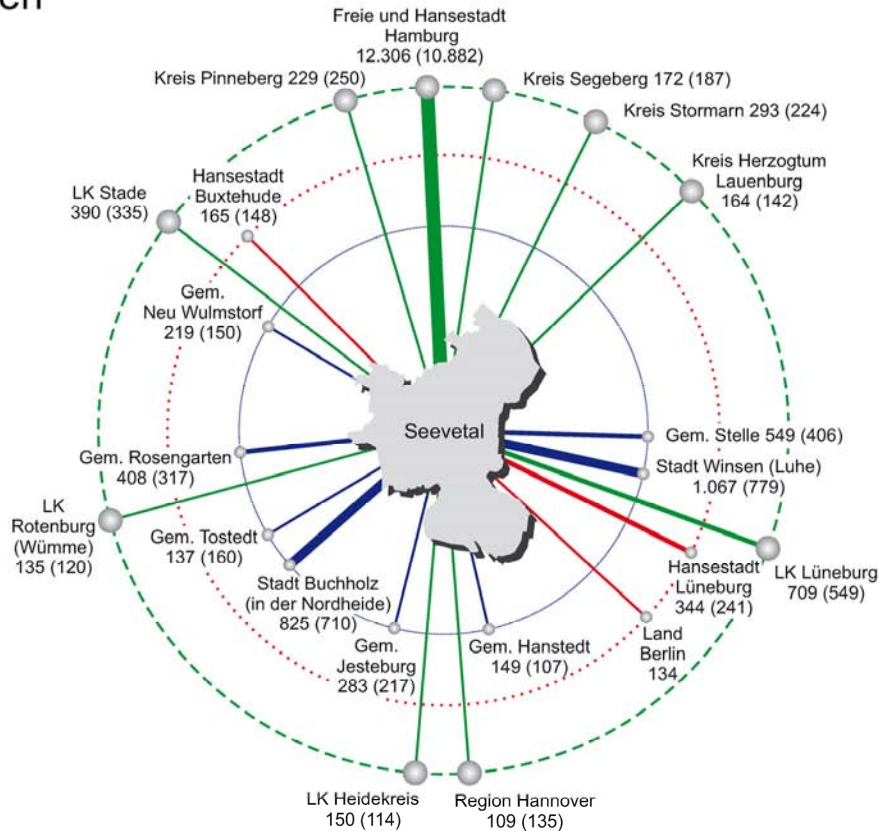 Freie und Hansestadt
Hamburg
12.306 (10.882)
Kreis Pinneberg 229 (250)
Kreis Segeberg 172 (187)
Kreis Stormarn 293 (224)
Kreis Herzogtum
Lauenburg
164 (142)
Hansestadt
Buxtehude
165 (148)
LK Stade
390 (335)
Gem.
Neu Wulmstorf
219 (150)
Seevetal
Gem. Stelle 549 (406)
Stadt Winsen (Luhe)
1.067 (779)
Gem. Rosengarten
408 (317)
LK
Rotenburg
(Wümme)
135 (120)
Gem. Tostedt
137 (160)
Stadt Buchholz
(in der Nordheide)
825 (710)
Gem.
Jesteburg
283 (217)
Gem. Hanstedt
149 (107)
Land
Berlin
134
Hansestadt
Lüneburg
344 (241)
LK Lüneburg
709 (549)
LK Heidekreis
150 (114)
Region Hannover
109 (135)